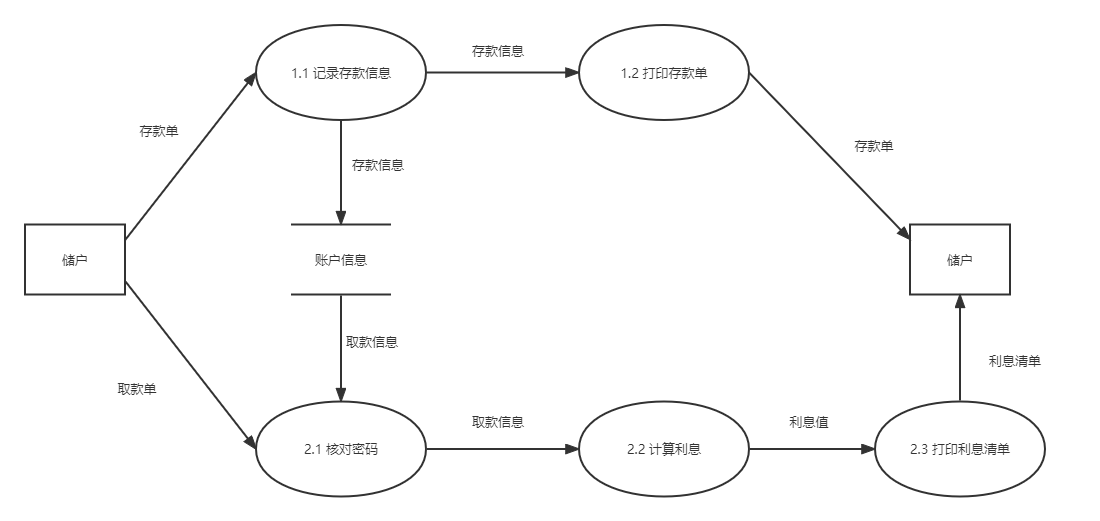 存款信息
1.1 记录存款信息
1.2 打印存款单
存款单
存款单
存款信息
储户
账户信息
储户
取款信息
利息清单
取款单
取款信息
利息值
2.1 核对密码
2.2 计算利息
2.3 打印利息清单